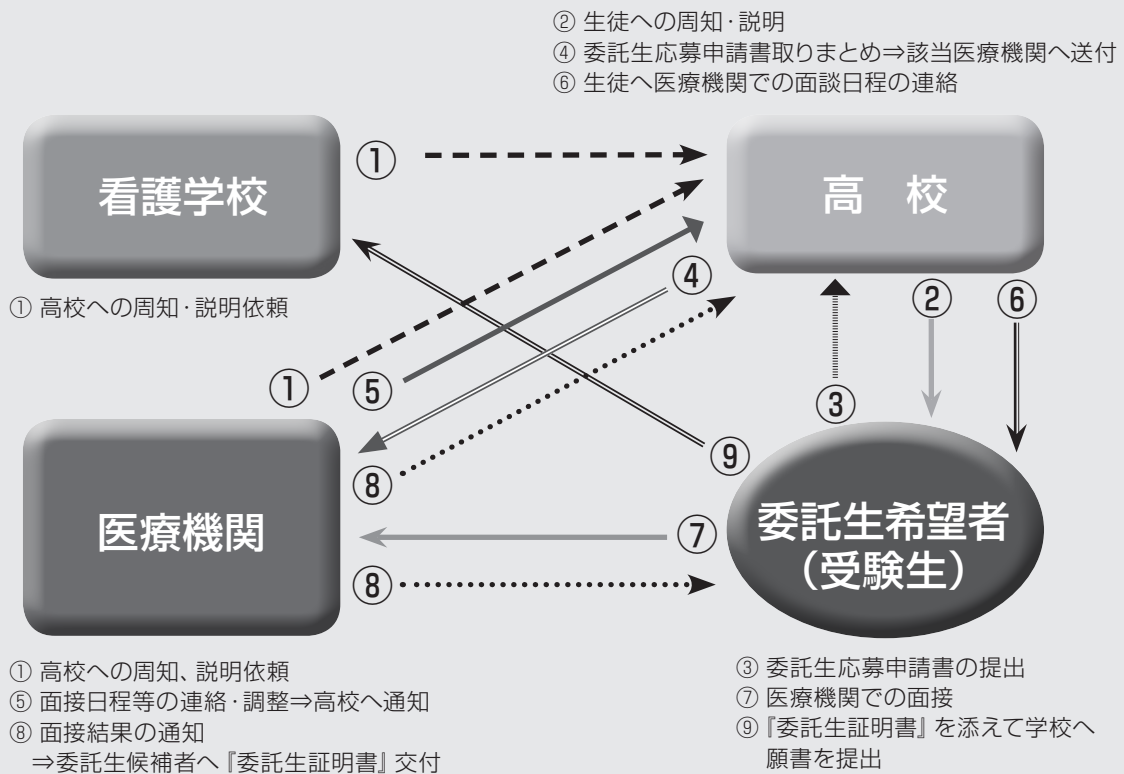 ② 生徒への周知・説明
④ 委託生応募申請書取りまとめ⇒該当医療機関へ送付
⑥ 生徒へ医療機関での面談日程の連絡
看護学校
①
高 校
① 高校への周知・説明依頼
④
②
⑥
①
⑤
③
⑧
⑨
医療機関
⑦
委託生希望者
(受験生)
⑧
① 高校への周知、説明依頼
⑤ 面接日程等の連絡・調整⇒高校へ通知
⑧ 面接結果の通知
⇒委託生候補者へ『委託生証明書』交付
③ 委託生応募申請書の提出
⑦ 医療機関での面接
⑨『委託生証明書』を添えて学校へ
願書を提出